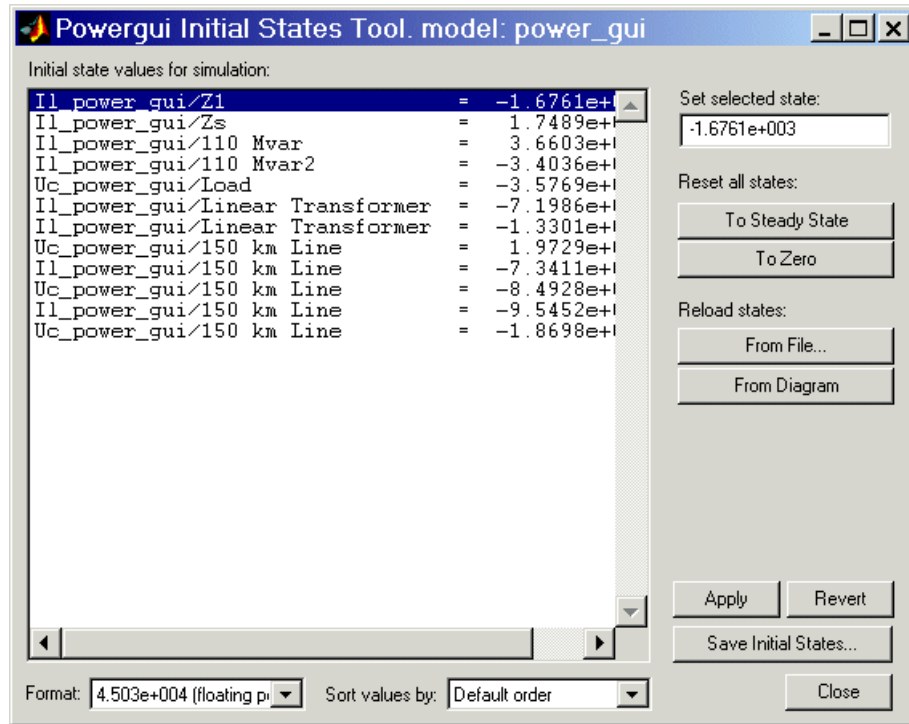 Powergui Initial States Tool. model: power_gui
Initial state values for simulation:
Il_power_gui/Z1 = -1.6761e+
Il_power_gui/Zs = 1.7489e+
Il_power_gui/110 Mvar = 3.6603e+
Il_power_gui/110 Mvar2 = -3.4036e+
Uc_power_gui/Load = -3.5769e+
Il_power_gui/Linear Transformer = -7.1986e+
Il_power_gui/Linear Transformer = -1.3301e+
Uc_power_gui/150 km Line = 1.9729e+
Il_power_gui/150 km Line = -7.3411e+
Uc_power_gui/150 km Line = -8.4928e+
Il_power_gui/150 km Line = -9.5452e+
Uc_power_gui/150 km Line = -1.8698e+
Set selected state:
-1.6761e+003
Reset all states:
To Steady State
To Zero
Reload states:
From File...
From Diagram
Apply Revert
Save Initial States...
Format: 4.503e+004 (floating p Sort values by: Default order Close